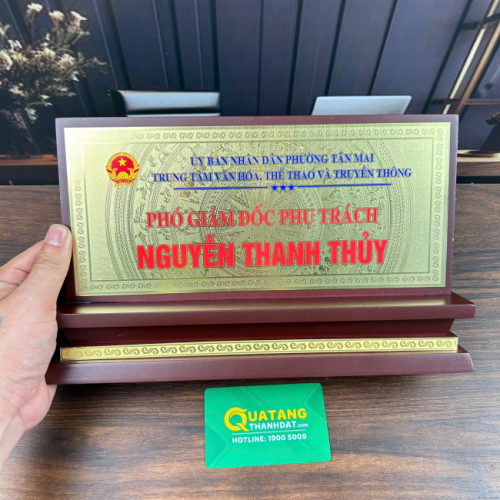 ỦY BAN NHÂN DÂN PHƯỜNG TÂN MAI
TRUNG TÂM VĂN HÓA, THỂ THAO VÀ TRUYỀN THÔNG
PHÓ GIÁM ĐỐC PHỤ TRÁCH
NGUYỄN THANH THỦY
QUATANG
THANHDAT.com
HOTLINE: 1900 5009